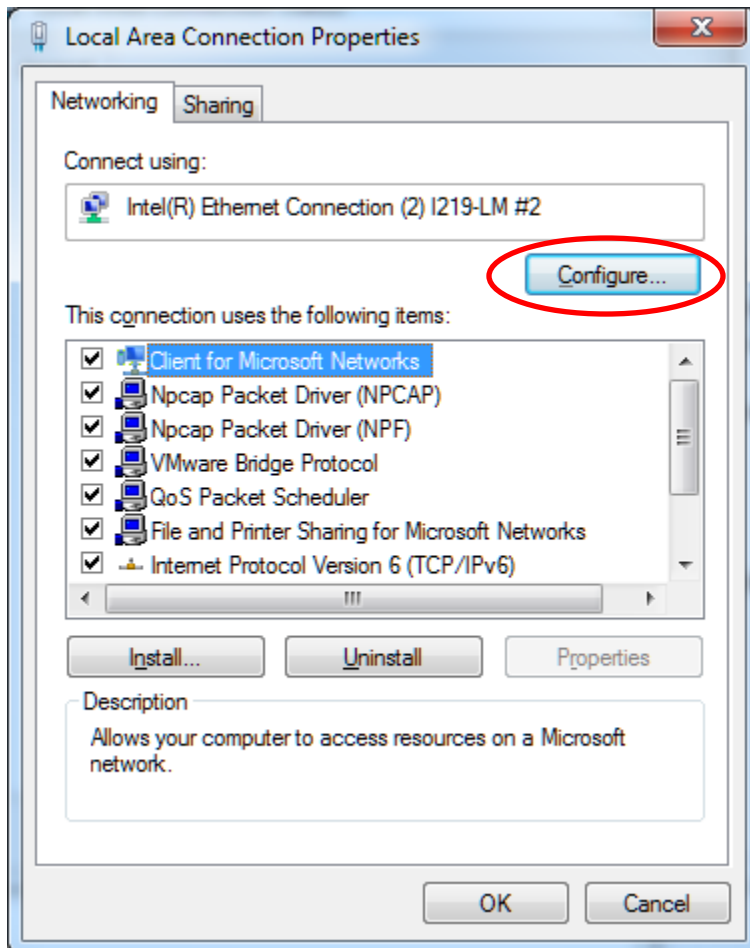 Local Area Connection Properties
Networking
Sharing
Connect using:
Intel(R) Ethernet Connection (2) I219-LM #2
Configure...
This connection uses the following items:
Client for Microsoft Networks
Npcap Packet Driver (NPCAP)
Npcap Packet Driver (NPF)
VMware Bridge Protocol
QoS Packet Scheduler
File and Printer Sharing for Microsoft Networks
Internet Protocol Version 6 (TCP/IPv6)
Install...
Uninstall
Properties
Description
Allows your computer to access resources on a Microsoft
network.
OK
Cancel